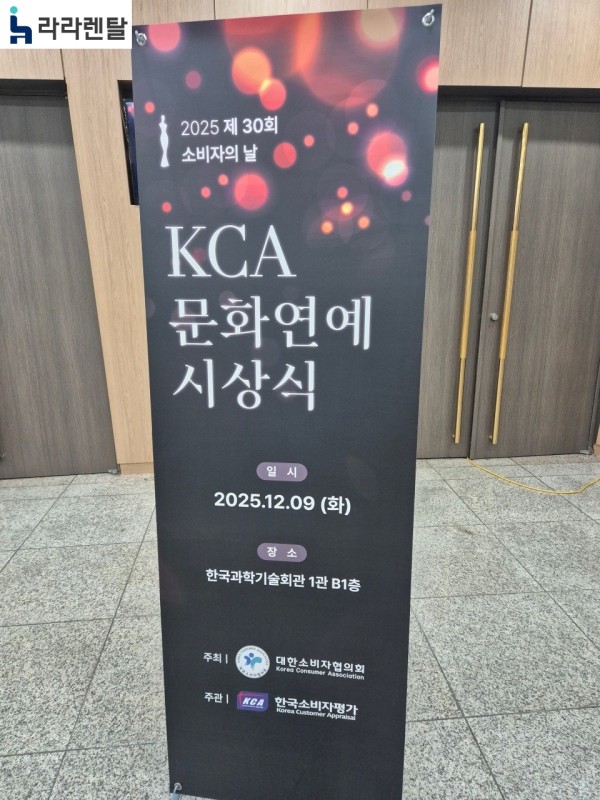 라라렌탈
2025 제 30회
소비자의 날
KCA
문화연예
시상식
일 시
2025.12.09 (화)
장 소
한국과학기술회관 1관 B1층
주최 | 대한소비자협의회
Korea Consumer Association
주관 | KCA 한국소비자평가
Korea Customer Appraisal